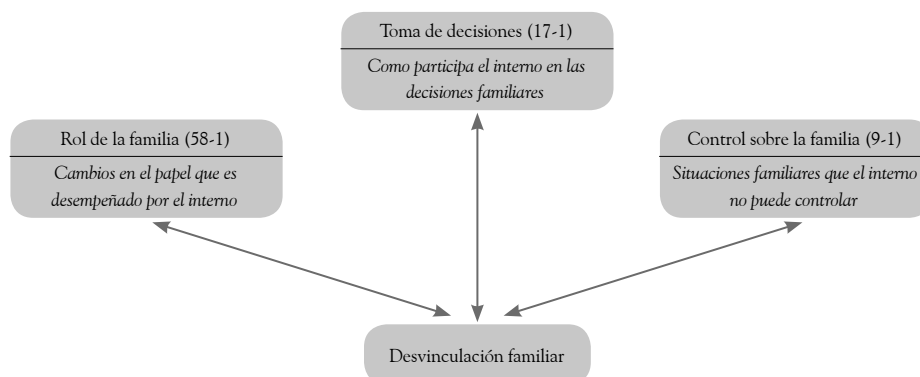 Toma de decisiones (17-1)
Como participa el interno en las
decisiones familiares
Rol de la familia (58-1)
Cambios en el papel que es
desempeñado por el interno
Control sobre la familia (9-1)
Situaciones familiares que el interno
no puede controlar
Desvinculación familiar